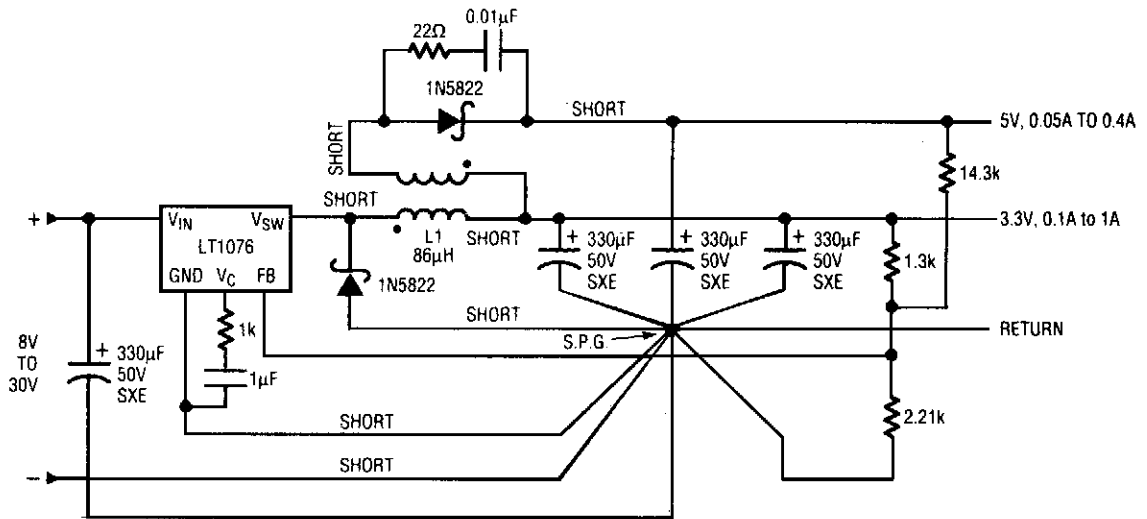 0.01µF
22Ω
1N5822
SHORT
5V, 0.05A TO 0.4A
SHORT
14.3k
SHORT
+
VIN
VSW
3.3V, 0.1A to 1A
LT1076
L1
86µH
SHORT
+ 330µF
50V
SXE
+ 330µF
50V
SXE
+ 330µF
50V
SXE
1.3k
GND
VC
FB
1N5822
SHORT
S.P.G.
RETURN
1k
8V
TO
30V
+ 330µF
50V
SXE
1µF
2.21k
SHORT
SHORT
−